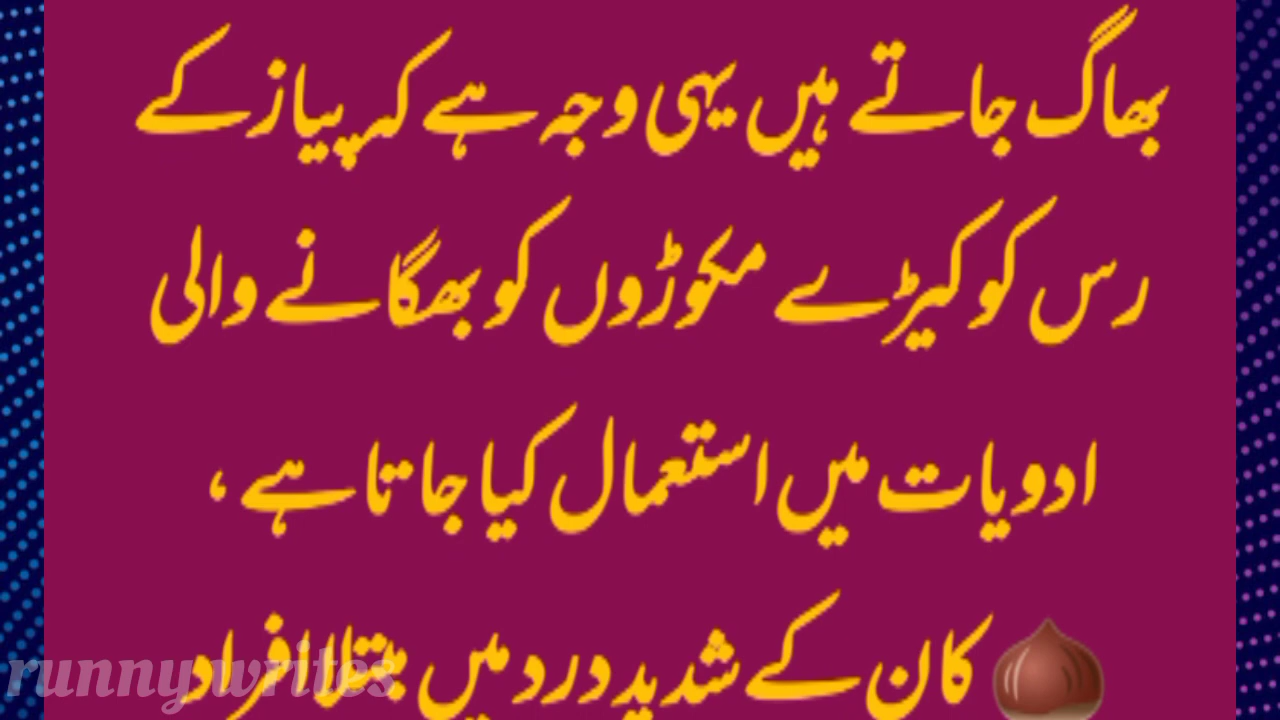 بھاگ جاتے ہیں یہی وجہ ہے کہ پیاز کے
رس کو کیڑے مکوڑوں کو بھگانے والی
ادویات میں استعمال کیا جاتا ہے ،
کان کے شدید درد میں مبتلا افراد
runnywrites